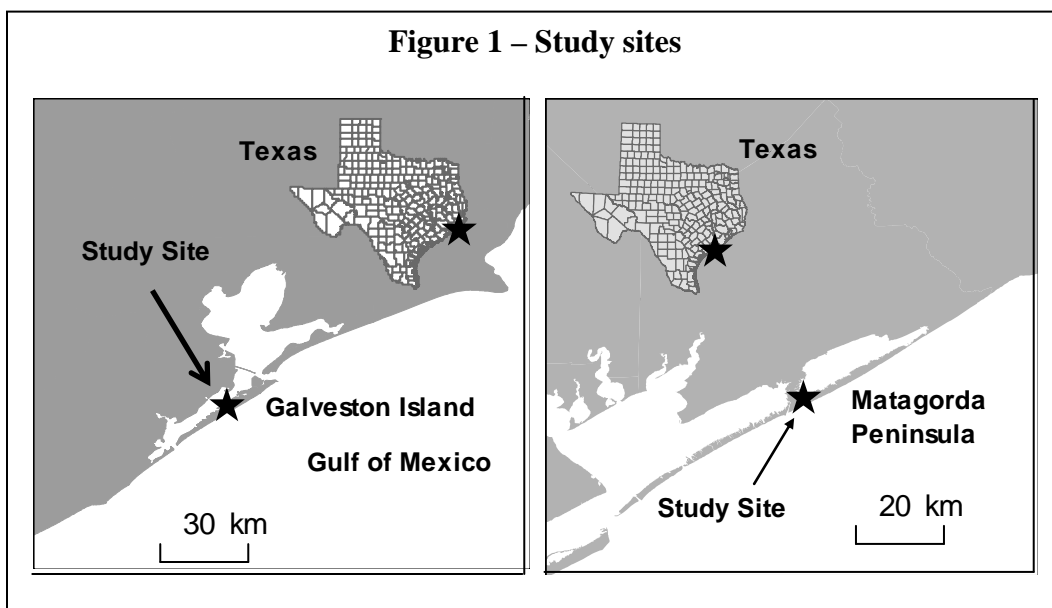 Figure 1 – Study sites
Texas
Study Site
Galveston Island
Gulf of Mexico
30 km
Texas
Matagorda
Peninsula
Study Site
20 km